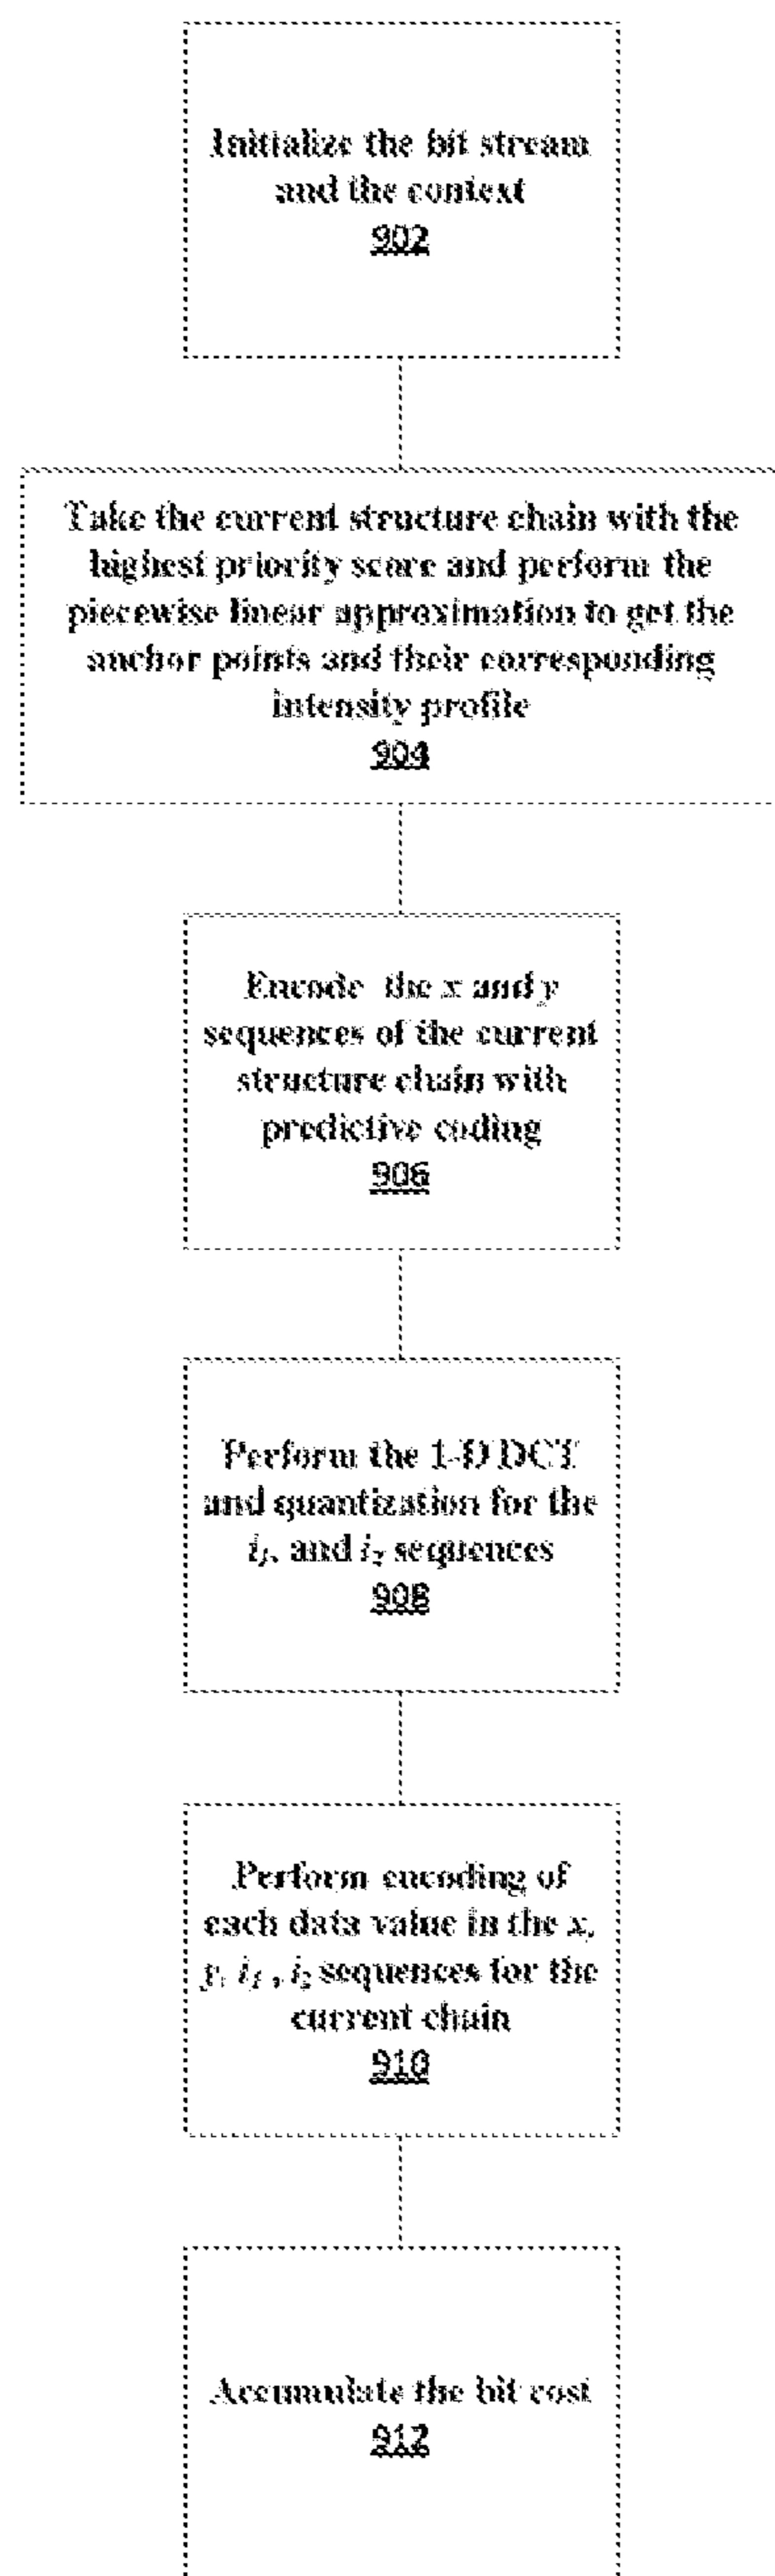 Initialize the bit stream
and the context
902
Take the current structure chain with the
highest priority score and perform the
piecewise linear approximation to get the
anchor points and their corresponding
intensity profile
904
Encode the x and y
sequences of the current
structure chain with
predictive coding
906
Perform the 1-D DCT
and quantization for the
i₁, and i₂ sequences
908
Perform encoding of
each data value in the x,
y, i₁ , i₂ sequences for the
current chain
910
Accumulate the bit cost
912